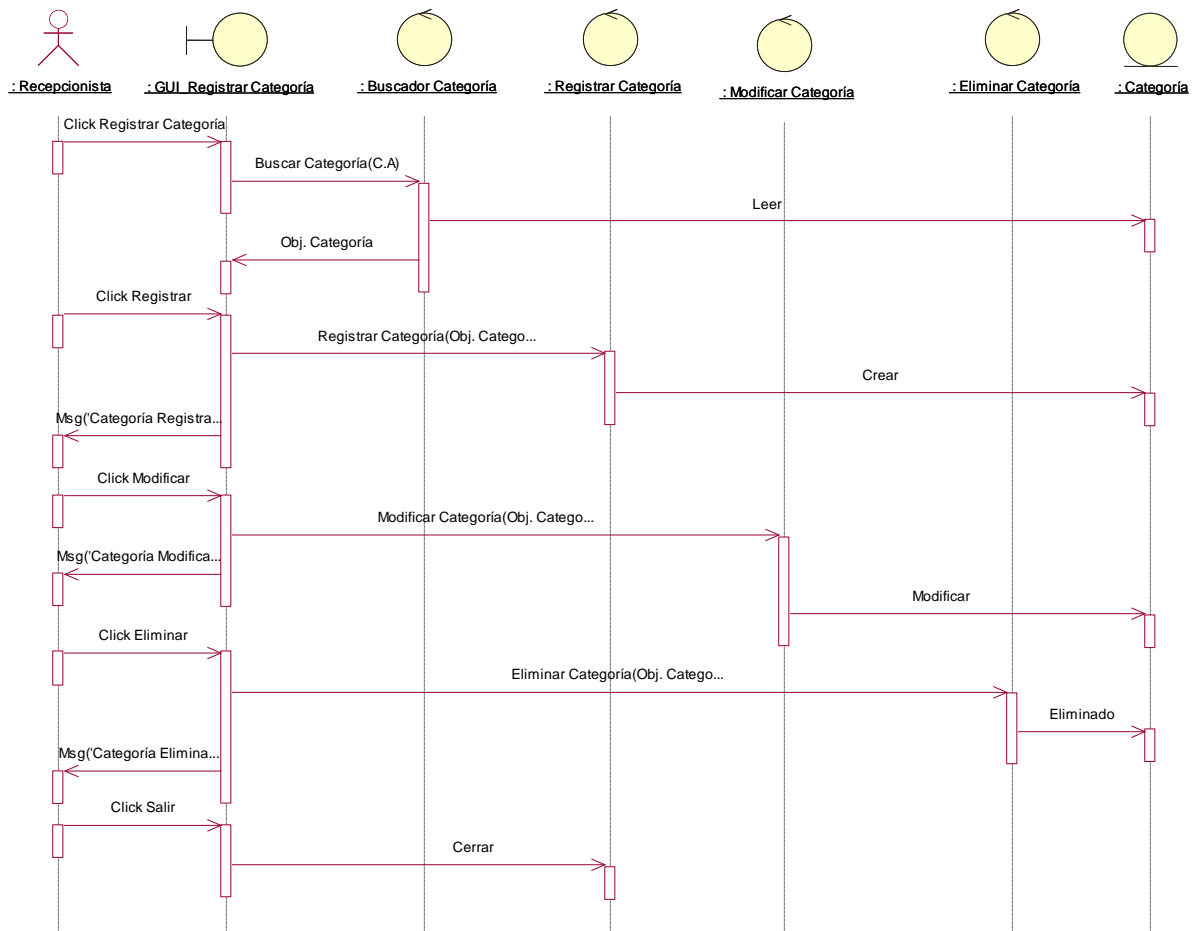 : Recepcionista
: GUI_Registrar Categoría
: Buscador Categoría
: Registrar Categoría
: Modificar Categoría
: Eliminar Categoría
: Categoría
Click Registrar Categoría
Buscar Categoría(C.A)
Leer
Obj. Categoría
Click Registrar
Registrar Categoría(Obj. Catego...
Crear
Msg('Categoría Registra...
Click Modificar
Modificar Categoría(Obj. Catego...
Msg('Categoría Modifica...
Modificar
Click Eliminar
Eliminar Categoría(Obj. Catego...
Eliminado
Msg('Categoría Elimina...
Click Salir
Cerrar